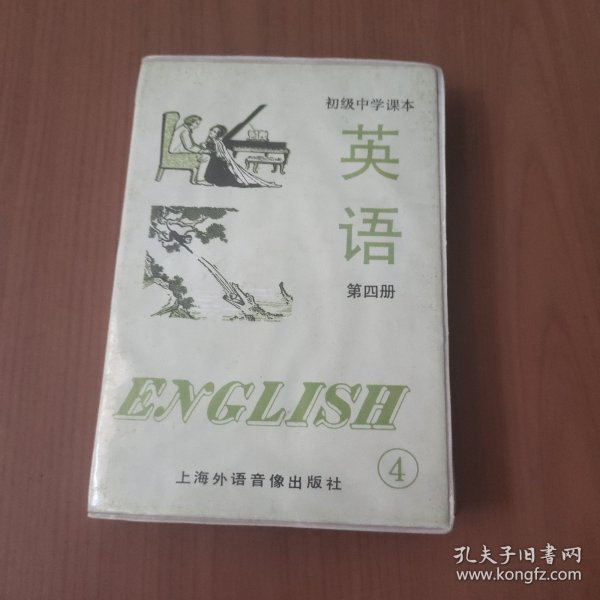 初级中学课本
英
语
第四册
ENGLISH
4
上海外语音像出版社
孔夫子旧书网
www.kongfz.com